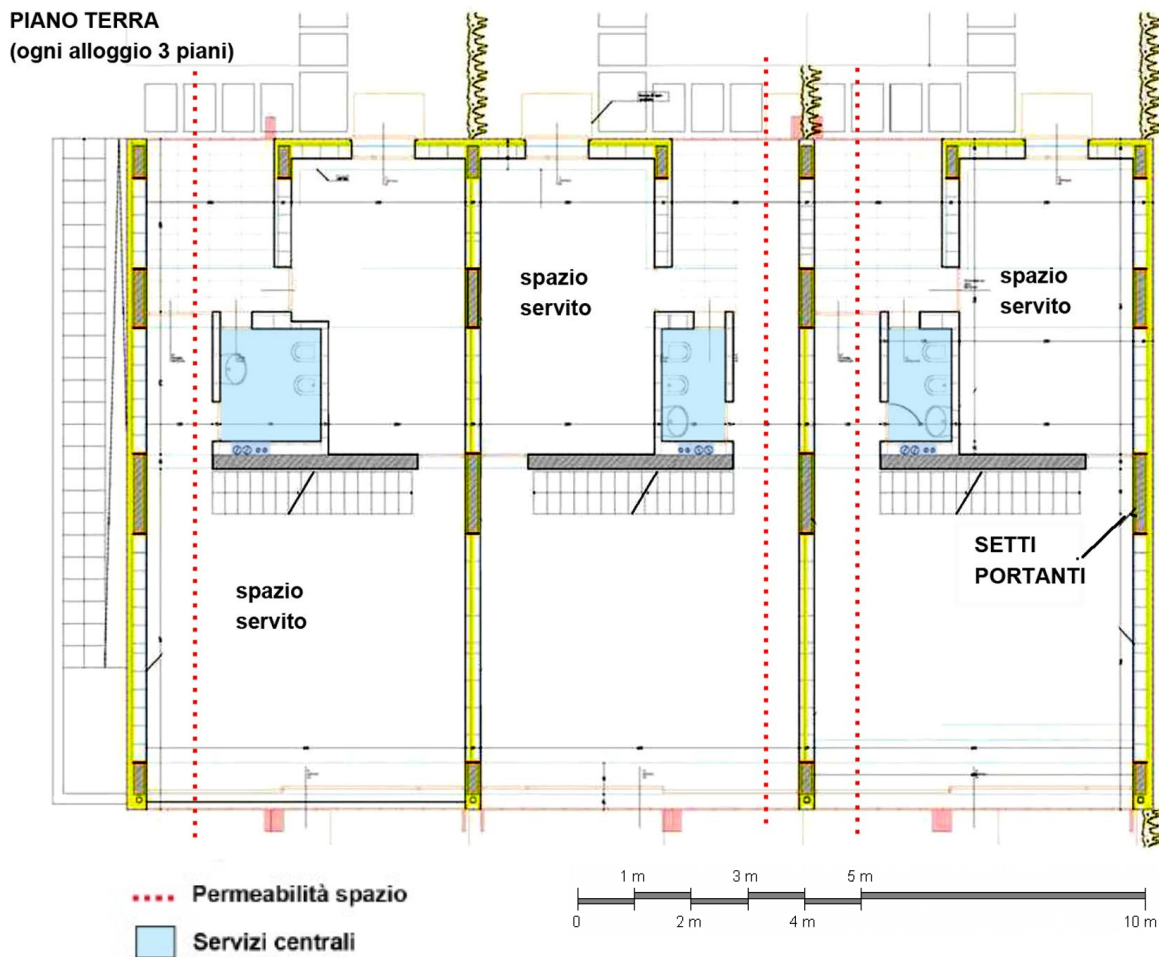 PIANO TERRA
(ogni alloggio 3 piani)
spazio
servito
spazio
servito
spazio
servito
SETTI
PORTANTI
Permeabilità spazio
Servizi centrali
1 m
3 m
5 m
0
2 m
4 m
10 m